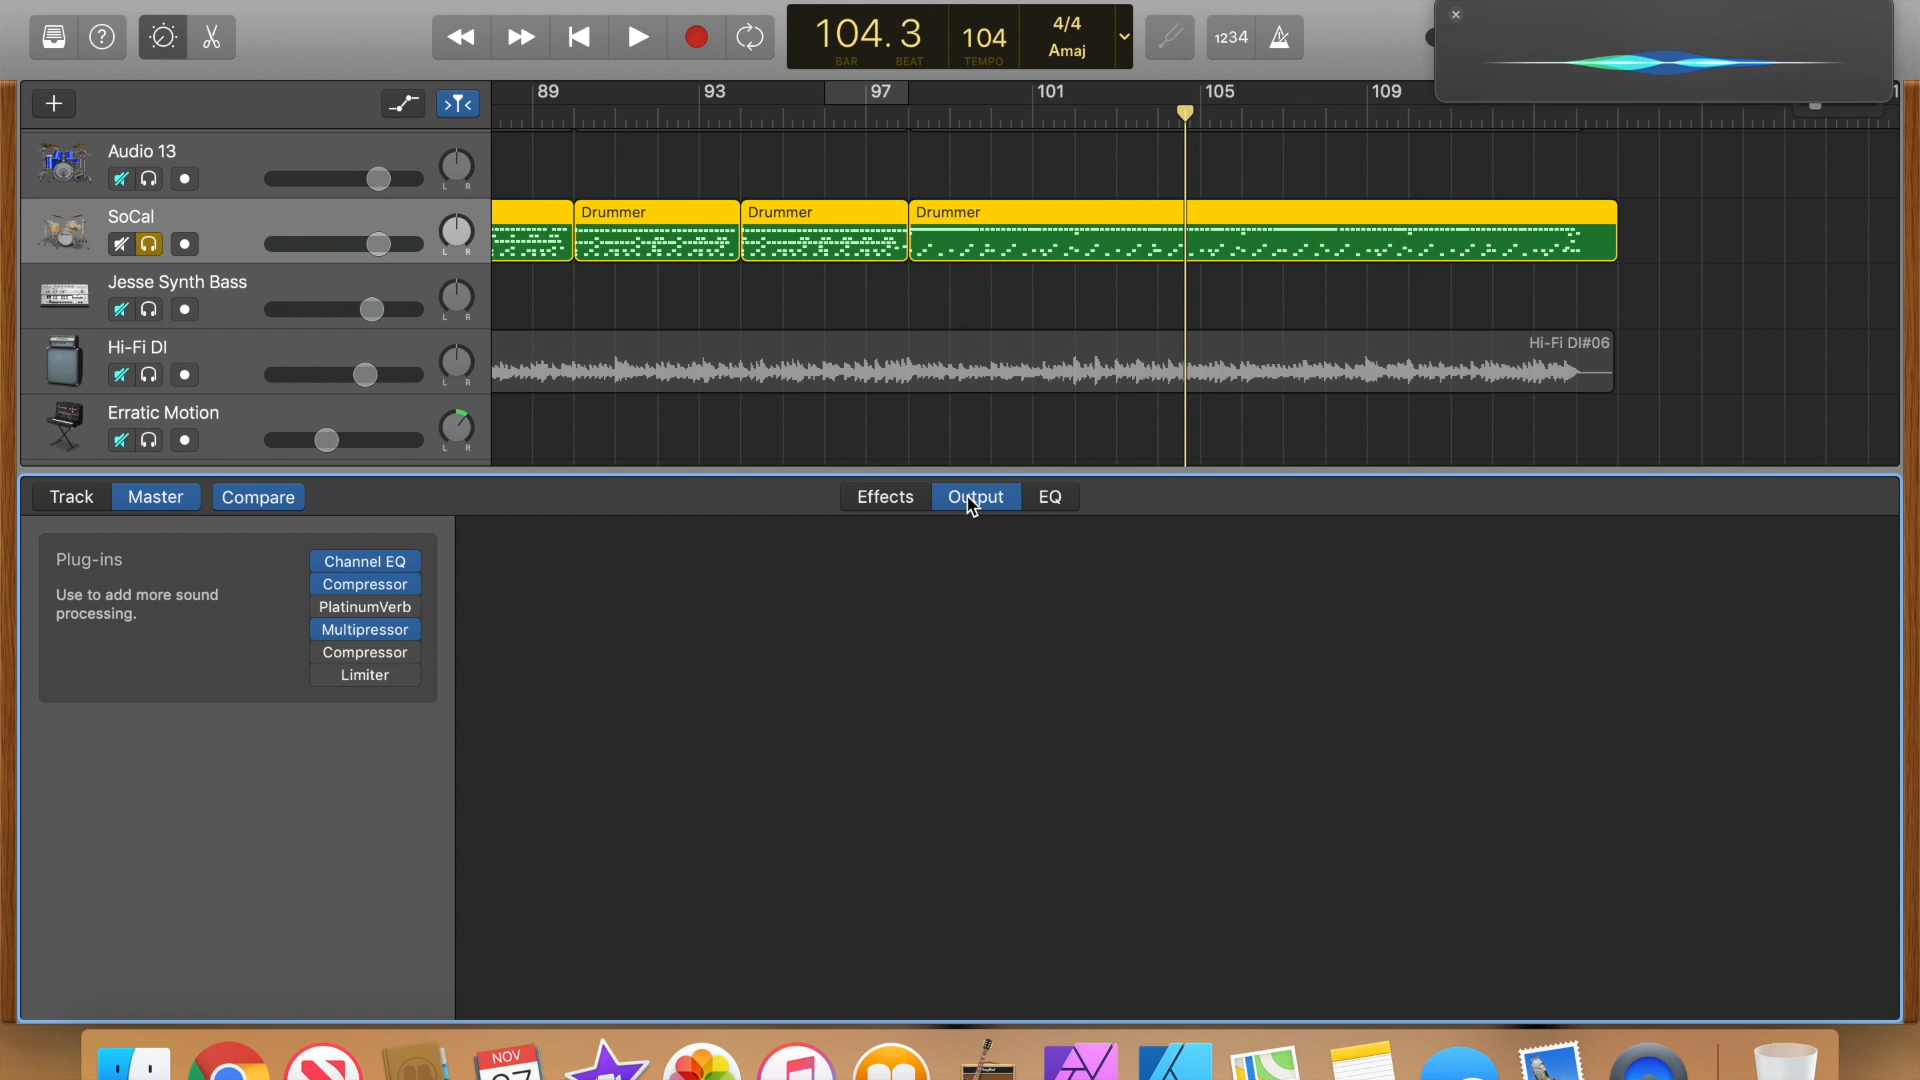 104.3
BAR BEAT
104
TEMPO
4/4
Amaj
1234
89 93 97 101 105 109
Audio 13
L R
SoCal
L R
Drummer
Drummer
Drummer
Jesse Synth Bass
L R
Hi-Fi DI
L R
Hi-Fi DI#06
Erratic Motion
L R
Track Master Compare
Effects Output EQ
Plug-ins
Use to add more sound
processing.
Channel EQ
Compressor
PlatinumVerb
Multipressor
Compressor
Limiter
NOV